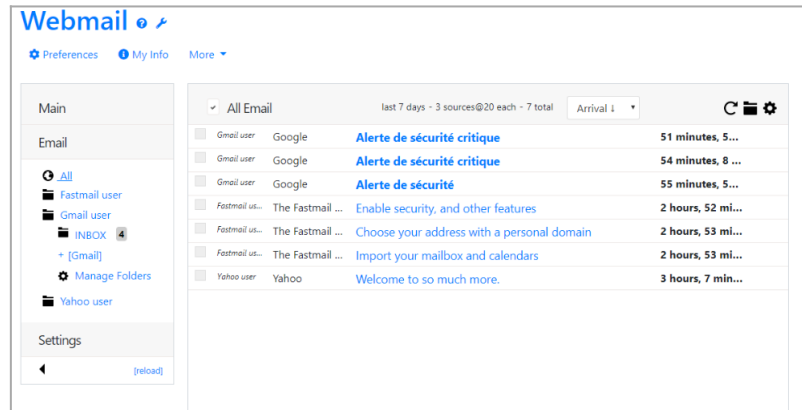 Webmail
Preferences My Info More
Main
Email
All
Fastmail user
Gmail user
INBOX 4
+ [Gmail]
Manage Folders
Yahoo user
Settings
[reload]
All Email last 7 days - 3 sources@20 each - 7 total Arrival ↓
Gmail user Google Alerte de sécurité critique 51 minutes, 5...
Gmail user Google Alerte de sécurité critique 54 minutes, 8 ...
Gmail user Google Alerte de sécurité 55 minutes, 5...
Fastmail us... The Fastmail ... Enable security, and other features 2 hours, 52 mi...
Fastmail us... The Fastmail ... Choose your address with a personal domain 2 hours, 53 mi...
Fastmail us... The Fastmail ... Import your mailbox and calendars 2 hours, 53 mi...
Yahoo user Yahoo Welcome to so much more. 3 hours, 7 min...